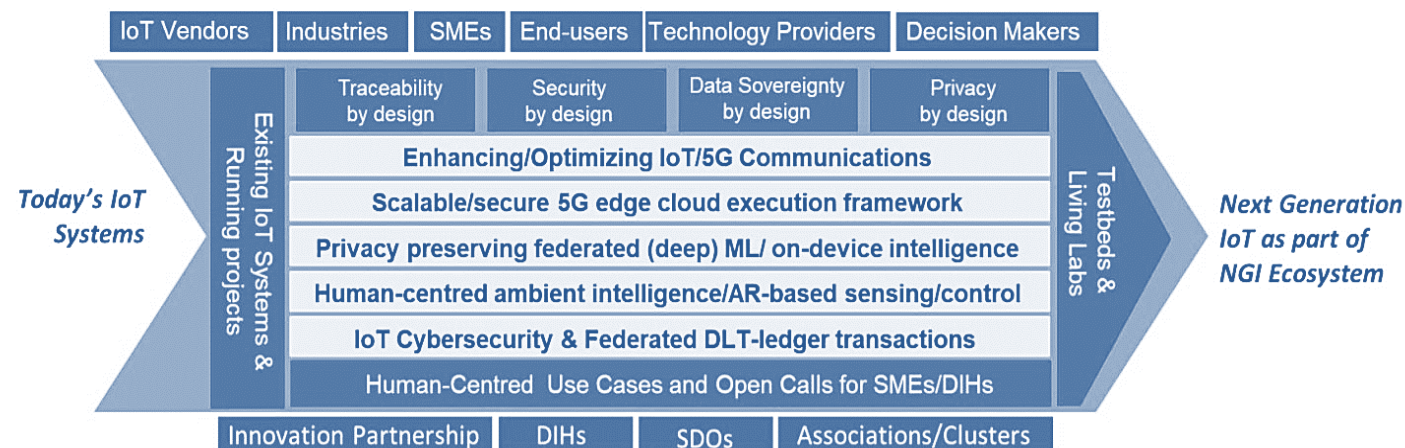 IoT Vendors
Industries
SMEs
End-users
Technology Providers
Decision Makers
Traceability
by design
Security
by design
Data Sovereignty
by design
Privacy
by design
Today's IoT
Systems
Existing IoT Systems &
Running projects
Enhancing/Optimizing IoT/5G Communications
Scalable/secure 5G edge cloud execution framework
Privacy preserving federated (deep) ML/ on-device intelligence
Human-centred ambient intelligence/AR-based sensing/control
IoT Cybersecurity & Federated DLT-ledger transactions
Human-Centred Use Cases and Open Calls for SMEs/DIHs
Testbeds &
Living Labs
Next Generation
IoT as part of
NGI Ecosystem
Innovation Partnership
DIHs
SDOs
Associations/Clusters